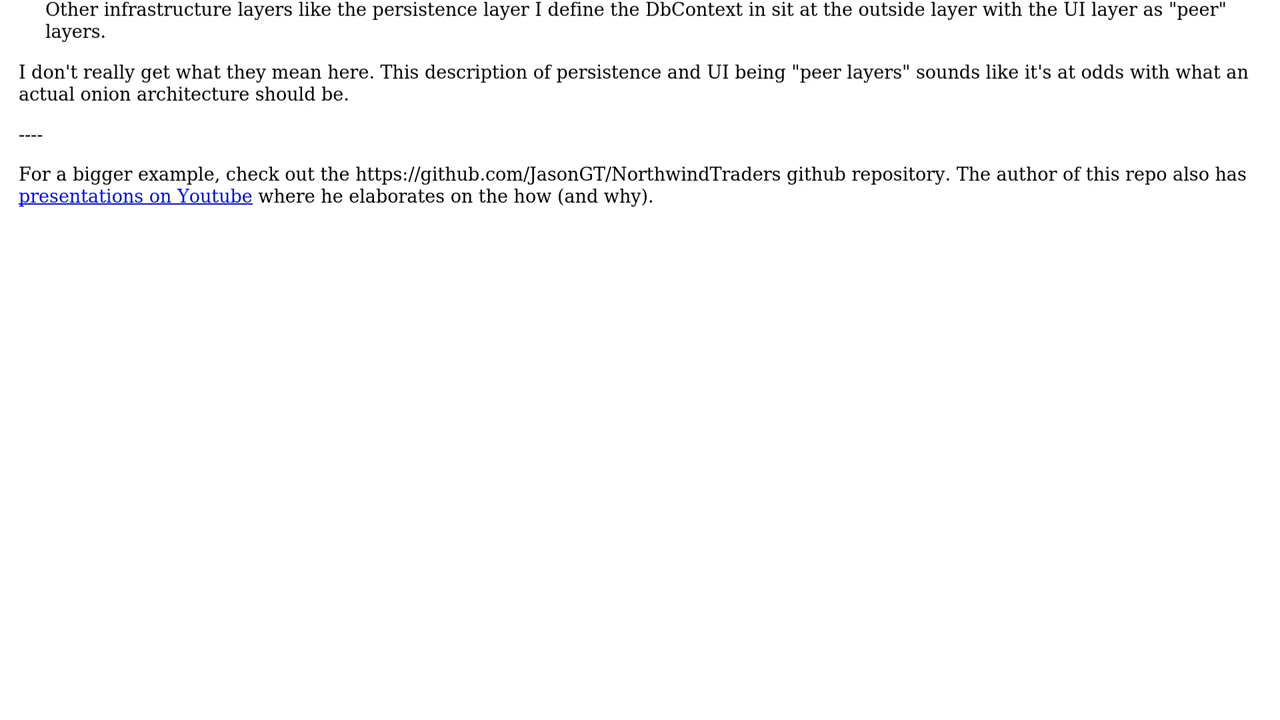 Other infrastructure layers like the persistence layer I define the DbContext in sit at the outside layer with the UI layer as "peer"
layers.
I don't really get what they mean here. This description of persistence and UI being "peer layers" sounds like it's at odds with what an
actual onion architecture should be.
----
For a bigger example, check out the https://github.com/JasonGT/NorthwindTraders github repository. The author of this repo also has
presentations on Youtube where he elaborates on the how (and why).